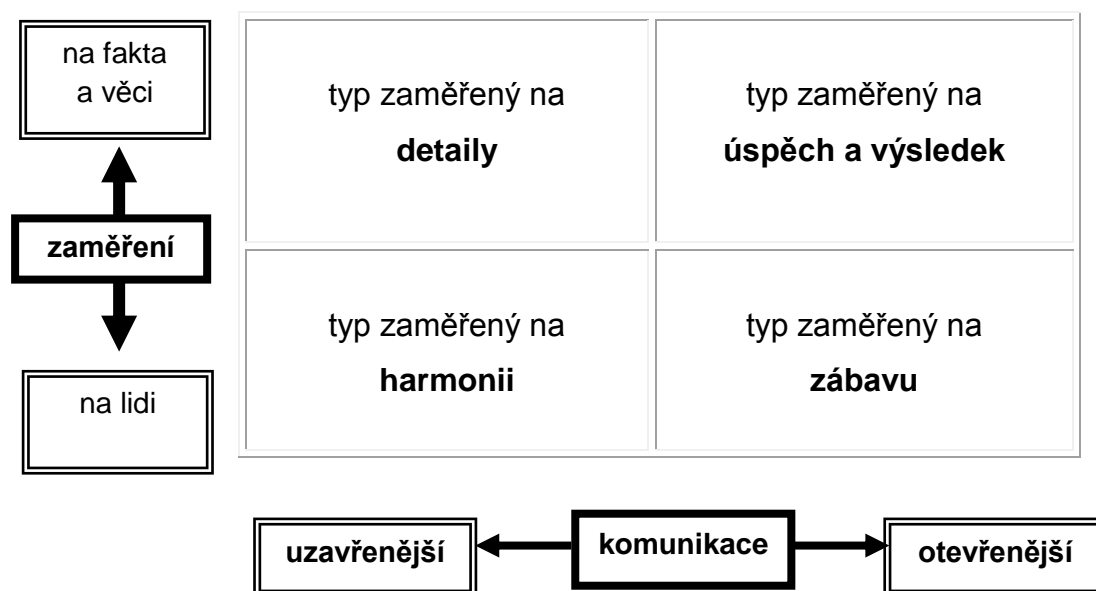 na fakta
a věci
typ zaměřený na
detaily
typ zaměřený na
úspěch a výsledek
zaměření
typ zaměřený na
harmonii
typ zaměřený na
zábavu
na lidi
uzavřenější
komunikace
otevřenější